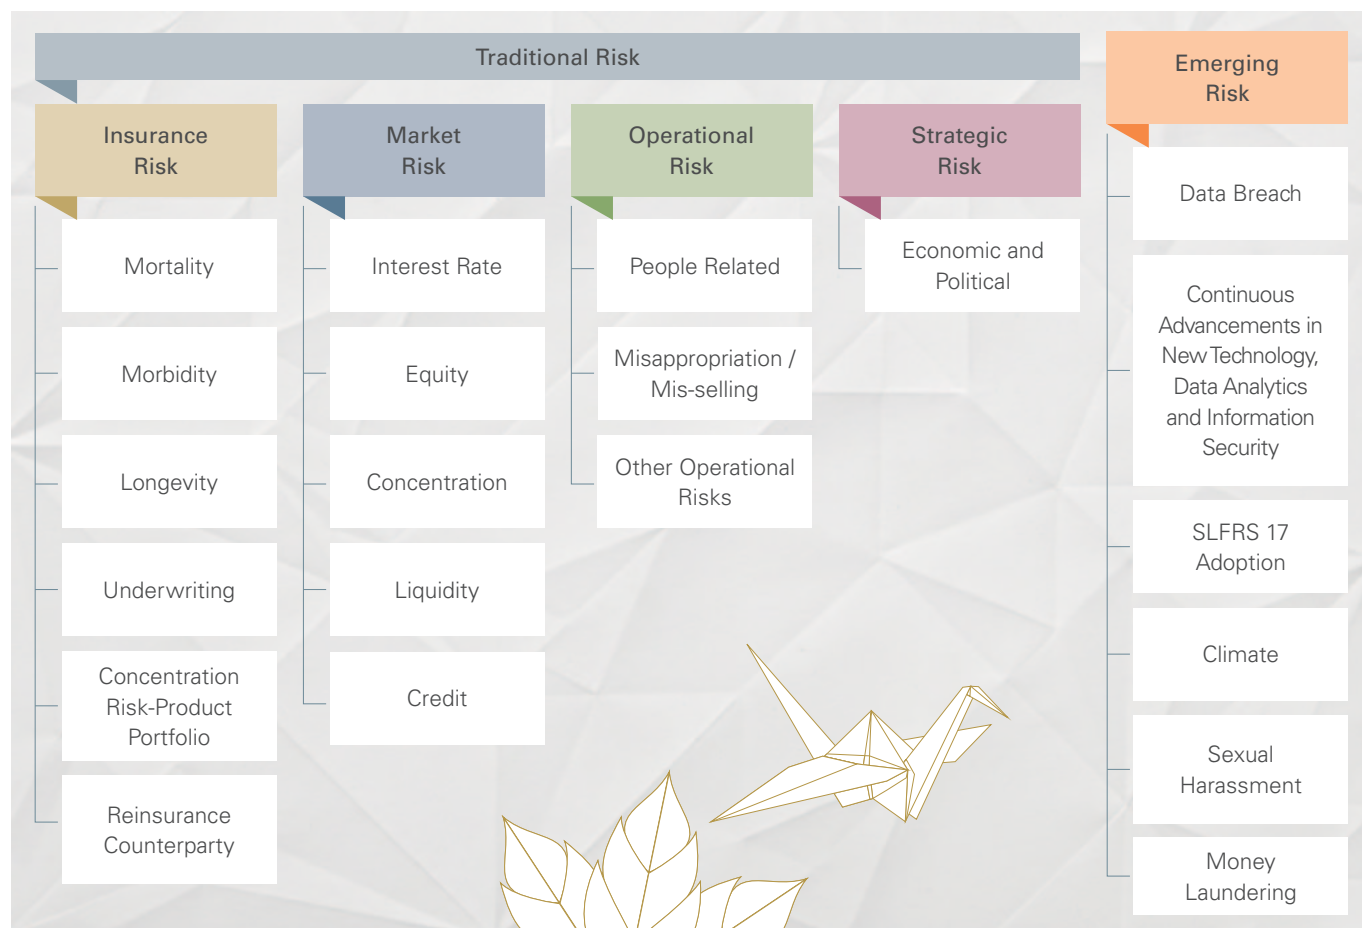 Traditional Risk
Emerging
Risk
Insurance
Risk
Mortality
Morbidity
Longevity
Underwriting
Concentration
Risk-Product
Portfolio
Reinsurance
Counterparty
Market
Risk
Interest Rate
Equity
Concentration
Liquidity
Credit
Operational
Risk
People Related
Misappropriation /
Mis-selling
Other Operational
Risks
Strategic
Risk
Economic and
Political
Data Breach
Continuous
Advancements in
New Technology,
Data Analytics
and Information
Security
SLFRS 17
Adoption
Climate
Sexual
Harassment
Money
Laundering